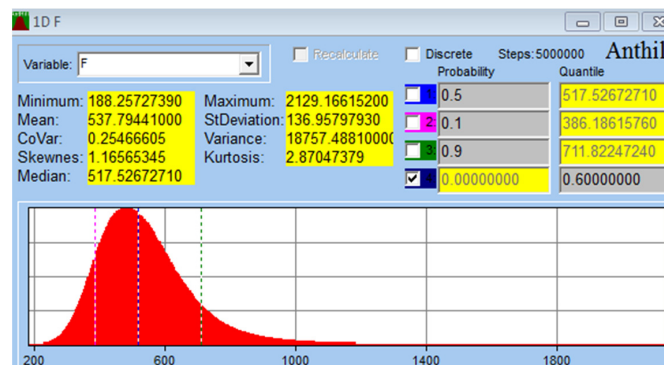 1D F
Variable: F
Recalculate
Discrete Steps: 5000000 Anthil
Probability Quantile
Minimum: 188.25727390 Maximum: 2129.16615200
Mean: 537.79441000 StDeviation: 136.95797930
CoVar: 0.25466605 Variance: 18757.48810000
Skewnes: 1.16565345 Kurtosis: 2.87047379
Median: 517.52672710
1 0.5 517.52672710
2 0.1 386.18615760
3 0.9 711.82247240
0.00000000 0.60000000
200 600 1000 1400 1800